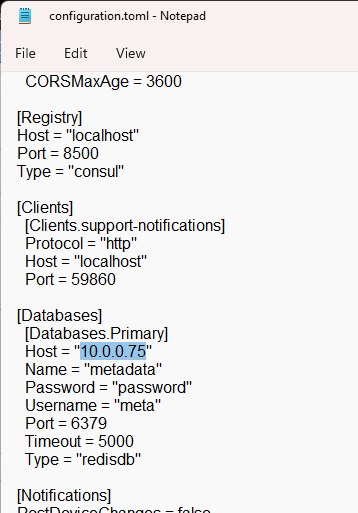 configuration.toml - Notepad
File Edit View
CORSMaxAge = 3600
[Registry]
Host = "localhost"
Port = 8500
Type = "consul"
[Clients]
[Clients.support-notifications]
Protocol = "http"
Host = "localhost"
Port = 59860
[Databases]
[Databases.Primary]
Host = "10.0.0.75"
Name = "metadata"
Password = "password"
Username = "meta"
Port = 6379
Timeout = 5000
Type = "redisdb"
[Notifications]
PostDeviceChanges = false